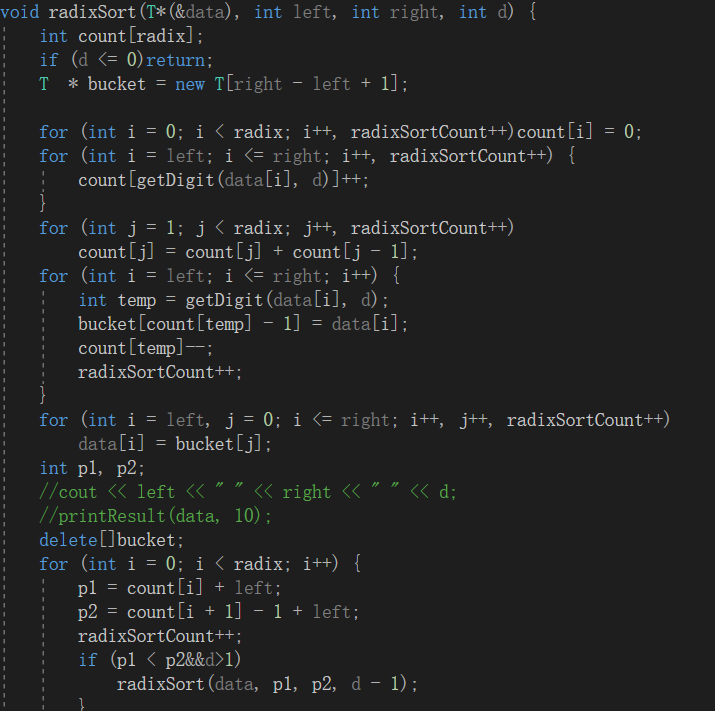 void radixSort(T*(&data), int left, int right, int d) {
    int count[radix];
    if (d <= 0)return;
    T  * bucket = new T[right - left + 1];

    for (int i = 0; i < radix; i++, radixSortCount++)count[i] = 0;
    for (int i = left; i <= right; i++, radixSortCount++) {
        count[getDigit(data[i], d)]++;
    }
    for (int j = 1; j < radix; j++, radixSortCount++)
        count[j] = count[j] + count[j - 1];
    for (int i = left; i <= right; i++) {
        int temp = getDigit(data[i], d);
        bucket[count[temp] - 1] = data[i];
        count[temp]--;
        radixSortCount++;
    }
    for (int i = left, j = 0; i <= right; i++, j++, radixSortCount++)
        data[i] = bucket[j];
    int p1, p2;
    //cout << left << " " << right << " " << d;
    //printResult(data, 10);
    delete[]bucket;
    for (int i = 0; i < radix; i++) {
        p1 = count[i] + left;
        p2 = count[i + 1] - 1 + left;
        radixSortCount++;
        if (p1 < p2&&d>1)
            radixSort(data, p1, p2, d - 1);
        }